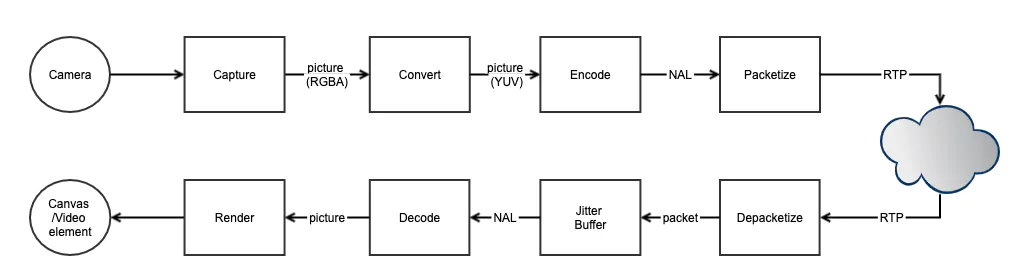 Camera
Capture
picture
(RGBA)
Convert
picture
(YUV)
Encode
NAL
Packetize
RTP
Canvas
/Video
element
Render
picture
Decode
NAL
Jitter
Buffer
packet
Depacketize
RTP